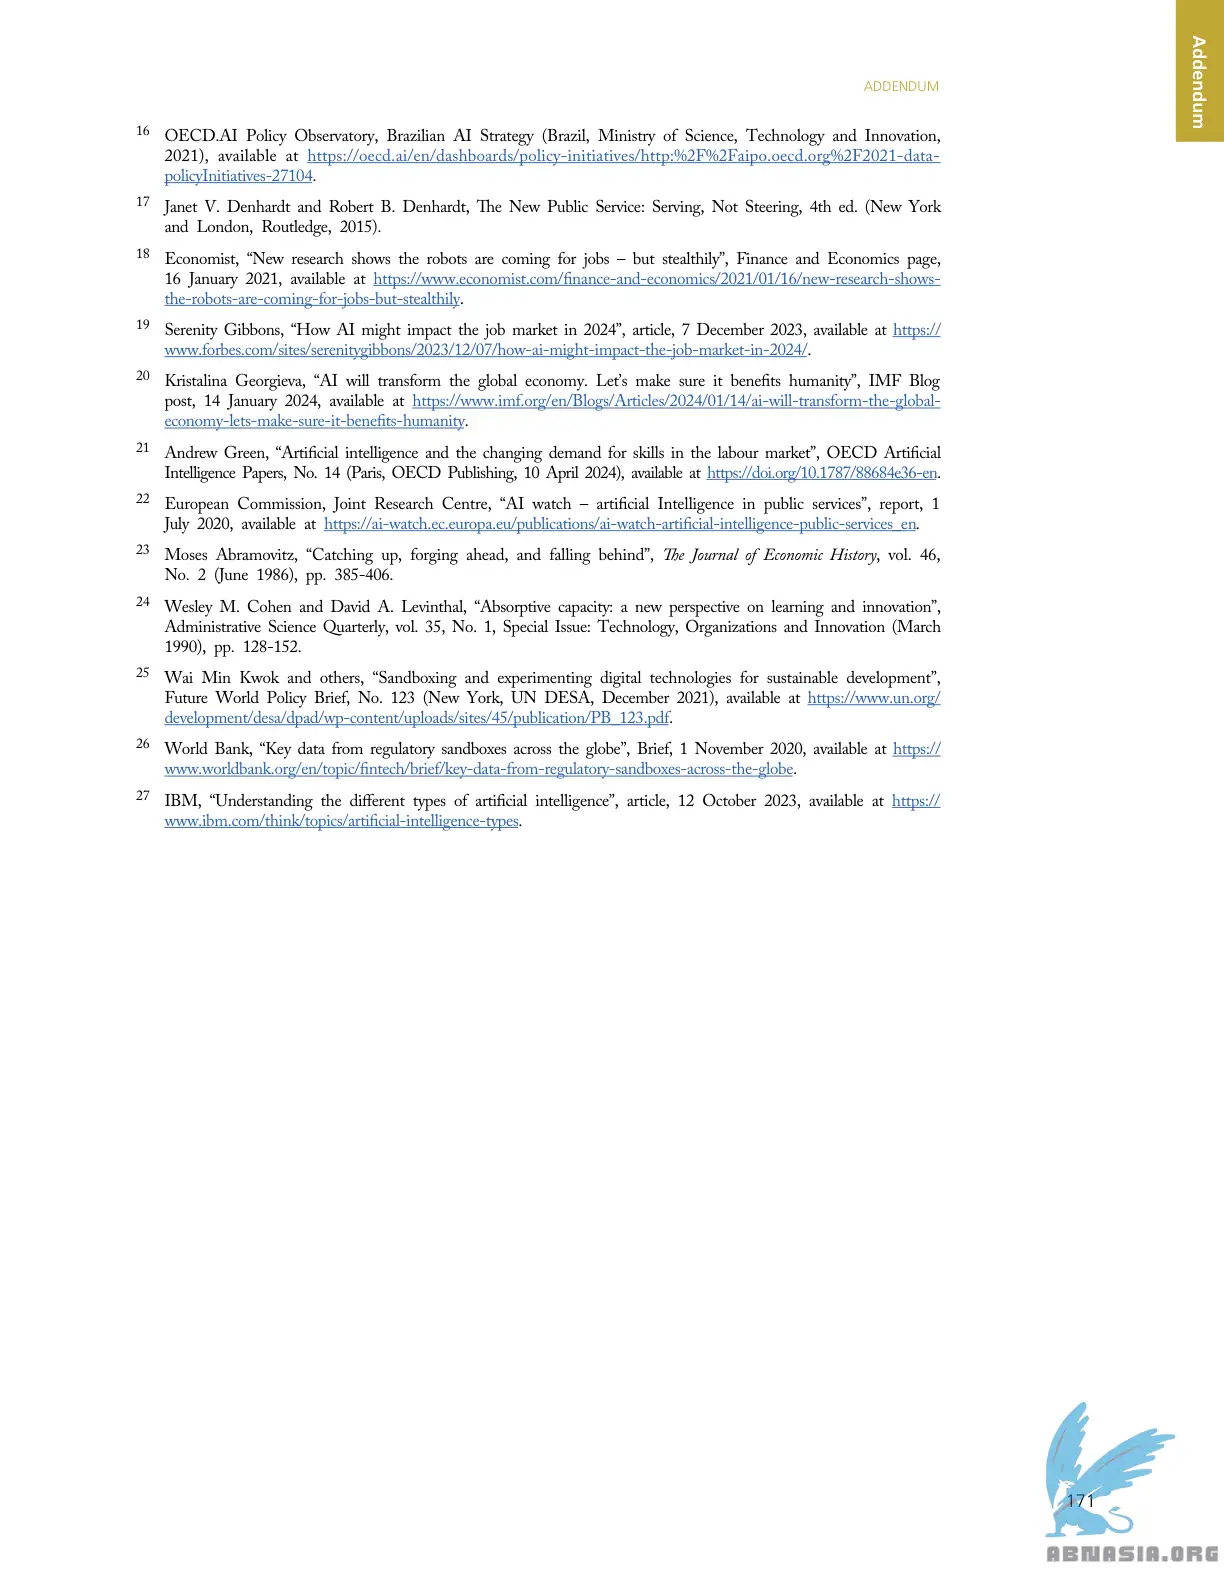 Addendum
ADDENDUM
16 OECD.AI Policy Observatory, Brazilian AI Strategy (Brazil, Ministry of Science, Technology and Innovation,
2021), available at https://oecd.ai/en/dashboards/policy-initiatives/http:%2F%2Faipo.oecd.org%2F2021-data-
policyInitiatives-27104.
17 Janet V. Denhardt and Robert B. Denhardt, The New Public Service: Serving, Not Steering, 4th ed. (New York
and London, Routledge, 2015).
18 Economist, “New research shows the robots are coming for jobs – but stealthily”, Finance and Economics page,
16 January 2021, available at https://www.economist.com/finance-and-economics/2021/01/16/new-research-shows-
the-robots-are-coming-for-jobs-but-stealthily.
19 Serenity Gibbons, “How AI might impact the job market in 2024”, article, 7 December 2023, available at https://
www.forbes.com/sites/serenitygibbons/2023/12/07/how-ai-might-impact-the-job-market-in-2024/.
20 Kristalina Georgieva, “AI will transform the global economy. Let’s make sure it benefits humanity”, IMF Blog
post, 14 January 2024, available at https://www.imf.org/en/Blogs/Articles/2024/01/14/ai-will-transform-the-global-
economy-lets-make-sure-it-benefits-humanity.
21 Andrew Green, “Artificial intelligence and the changing demand for skills in the labour market”, OECD Artificial
Intelligence Papers, No. 14 (Paris, OECD Publishing, 10 April 2024), available at https://doi.org/10.1787/88684e36-en.
22 European Commission, Joint Research Centre, “AI watch – artificial Intelligence in public services”, report, 1
July 2020, available at https://ai-watch.ec.europa.eu/publications/ai-watch-artificial-intelligence-public-services_en.
23 Moses Abramovitz, “Catching up, forging ahead, and falling behind”, The Journal of Economic History, vol. 46,
No. 2 (June 1986), pp. 385-406.
24 Wesley M. Cohen and David A. Levinthal, “Absorptive capacity: a new perspective on learning and innovation”,
Administrative Science Quarterly, vol. 35, No. 1, Special Issue: Technology, Organizations and Innovation (March
1990), pp. 128-152.
25 Wai Min Kwok and others, “Sandboxing and experimenting digital technologies for sustainable development”,
Future World Policy Brief, No. 123 (New York, UN DESA, December 2021), available at https://www.un.org/
development/desa/dpad/wp-content/uploads/sites/45/publication/PB_123.pdf.
26 World Bank, “Key data from regulatory sandboxes across the globe”, Brief, 1 November 2020, available at https://
www.worldbank.org/en/topic/fintech/brief/key-data-from-regulatory-sandboxes-across-the-globe.
27 IBM, “Understanding the different types of artificial intelligence”, article, 12 October 2023, available at https://
www.ibm.com/think/topics/artificial-intelligence-types.
171
ABNASIA.ORG